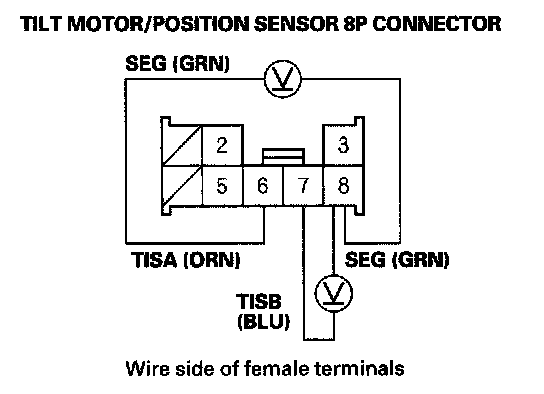 TILT MOTOR/POSITION SENSOR 8P CONNECTOR
SEG (GRN)
V
2 3
5 6 7 8
TISA (ORN)
SEG (GRN)
V
TISB
(BLU)
Wire side of female terminals